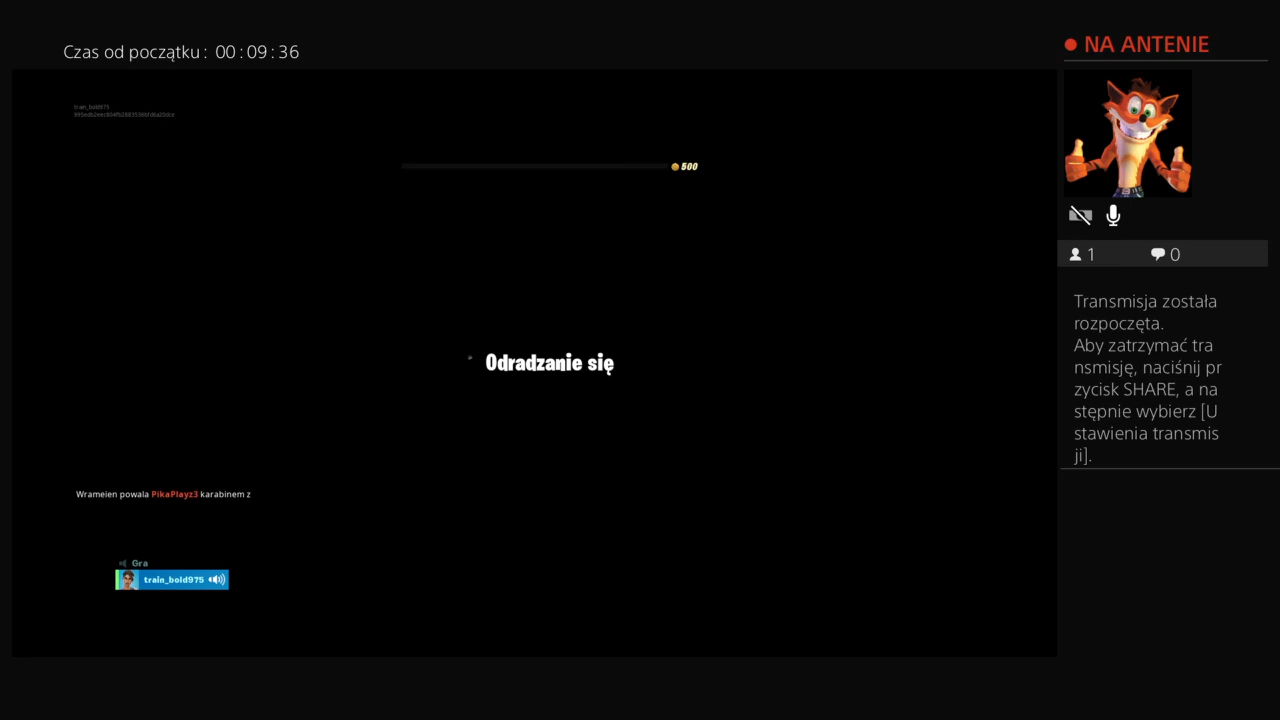 Czas od początku : 00 : 09 : 36
NA ANTENIE
train_bold975
500
1
0
Transmisja została
rozpoczęta.
Aby zatrzymać tra
nsmisję, naciśnij pr
zycisk SHARE, a na
stępnie wybierz [U
stawienia transmis
ji].
Odradzanie się
Wrameien powala PikaPlayz3 karabinem z
Gra
train_bold975